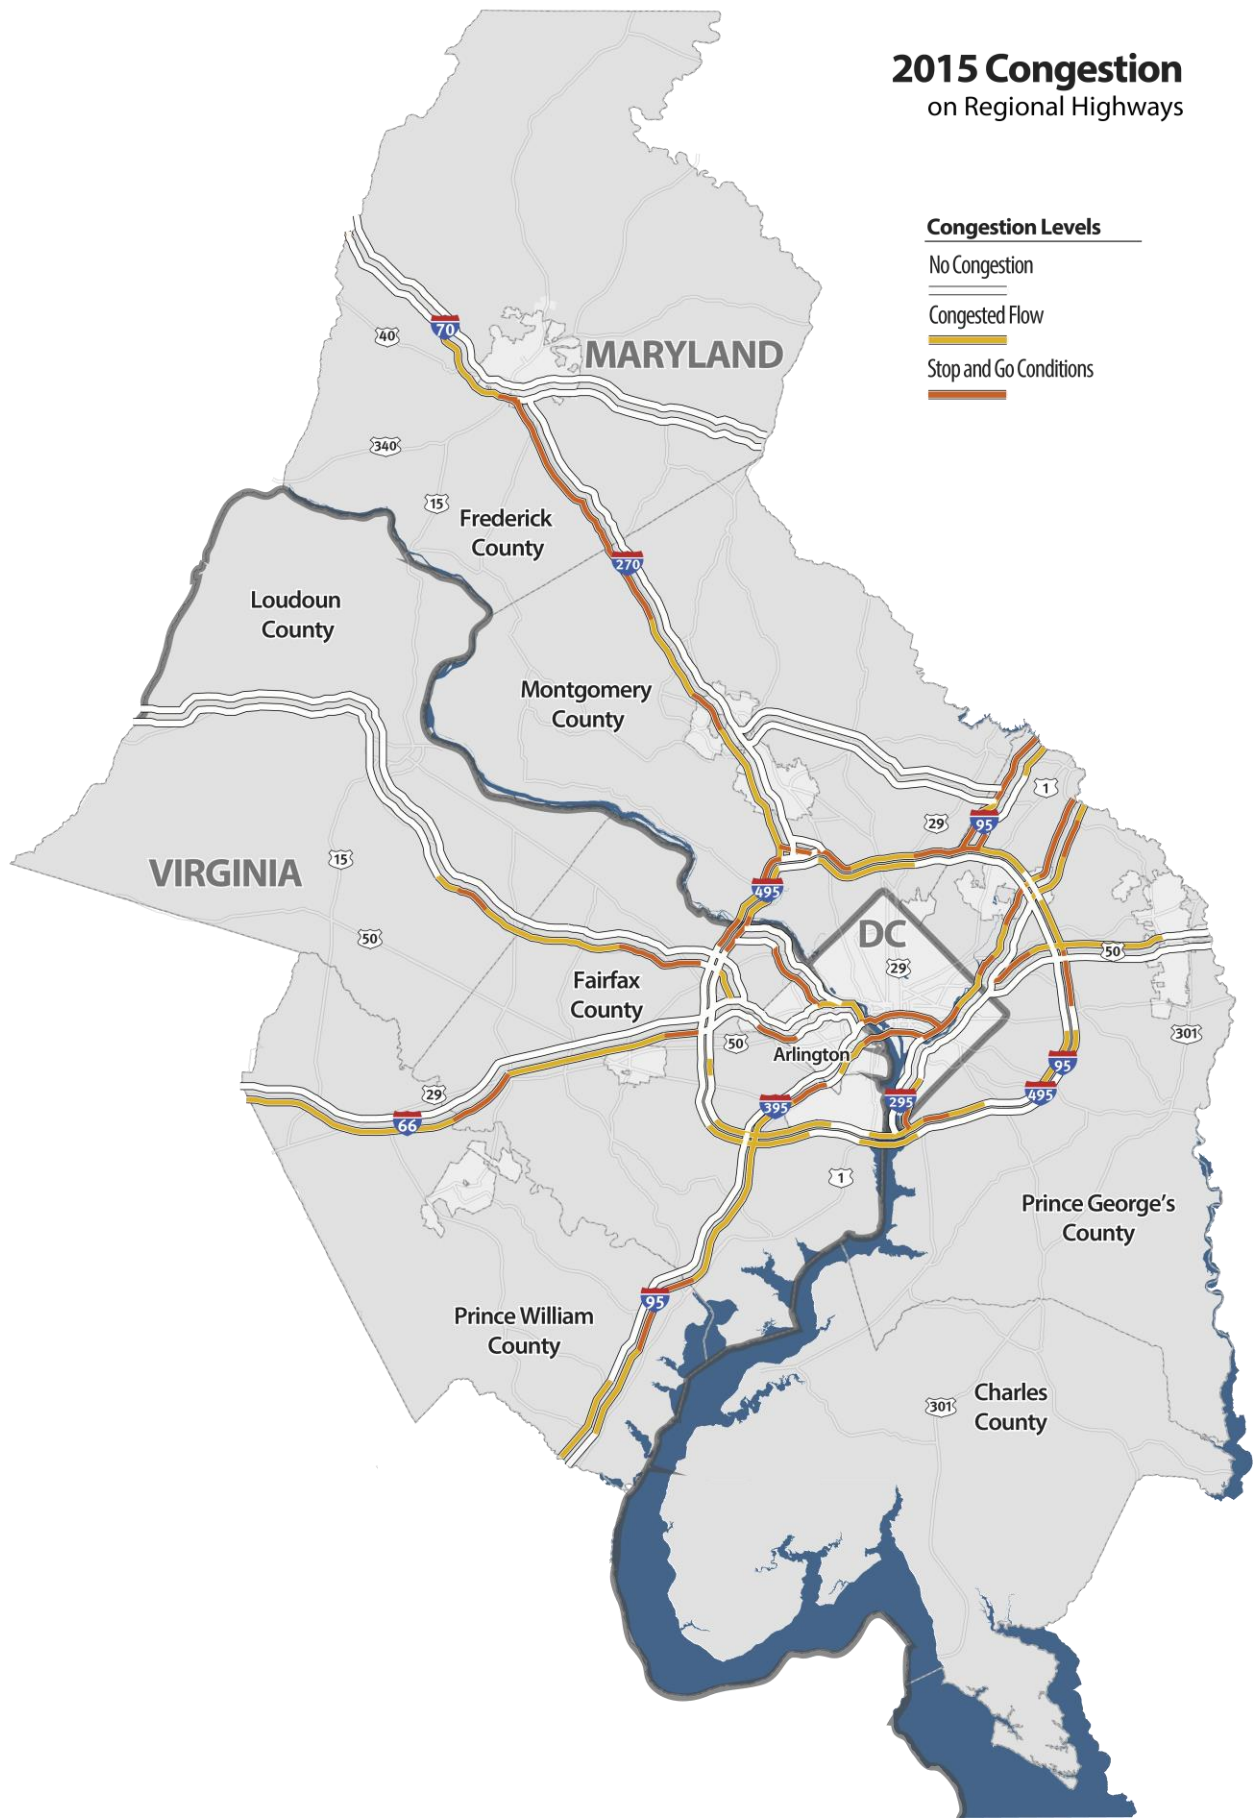 2015 Congestion
on Regional Highways
Congestion Levels
No Congestion
Congested Flow
Stop and Go Conditions
70
40
MARYLAND
340
15
Frederick
County
270
Loudoun
County
Montgomery
County
1
29
95
VIRGINIA
15
495
50
DC
50
29
Fairfax
County
301
50
Arlington
95
29
495
395
295
66
1
Prince George's
County
95
Prince William
County
Charles
County
301